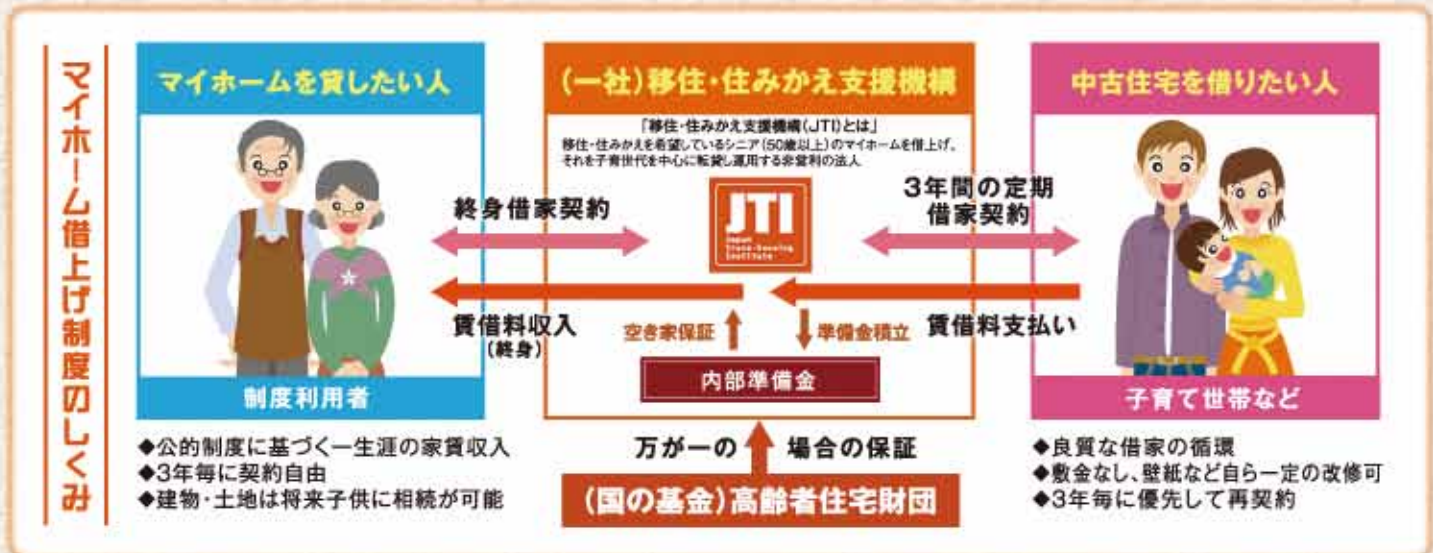 マイホーム借上げ制度のしくみ
マイホームを貸したい人
制度利用者
◆公的制度に基づく一生涯の家賃収入
◆3年毎に契約自由
◆建物・土地は将来子供に相続が可能
終身借家契約
賃借料収入
(終身)
(一社)移住・住みかえ支援機構
「移住・住みかえ支援機構(JTI)とは」
移住・住みかえを希望しているシニア(50歳以上)のマイホームを借上げ、
それを子育世代を中心に転貸し運用する非営利の法人
JTI
Japan
Trans-housing
Institute
空き家保証
準備金積立
内部準備金
万が一の 場合の保証
(国の基金)高齢者住宅財団
3年間の定期
借家契約
賃借料支払い
中古住宅を借りたい人
子育て世帯など
◆良質な借家の循環
◆敷金なし、壁紙など自ら一定の改修可
◆3年毎に優先して再契約